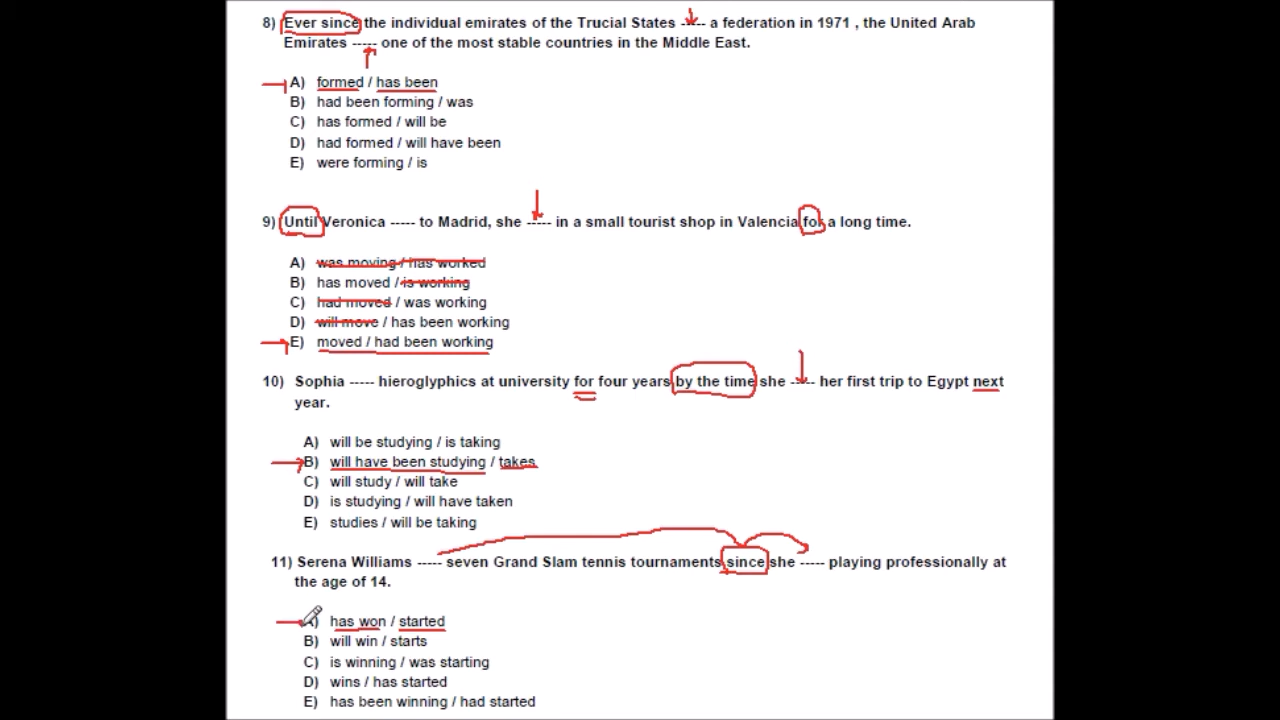 8) Ever since the individual emirates of the Trucial States ----- a federation in 1971 , the United Arab
Emirates ----- one of the most stable countries in the Middle East.
A) formed / has been
B) had been forming / was
C) has formed / will be
D) had formed / will have been
E) were forming / is
9) Until Veronica ----- to Madrid, she ----- in a small tourist shop in Valencia for a long time.
A) was moving / has worked
B) has moved / is working
C) had moved / was working
D) will move / has been working
E) moved / had been working
10) Sophia ----- hieroglyphics at university for four years by the time she ----- her first trip to Egypt next
year.
A) will be studying / is taking
B) will have been studying / takes
C) will study / will take
D) is studying / will have taken
E) studies / will be taking
11) Serena Williams ----- seven Grand Slam tennis tournaments since she ----- playing professionally at
the age of 14.
A) has won / started
B) will win / starts
C) is winning / was starting
D) wins / has started
E) has been winning / had started